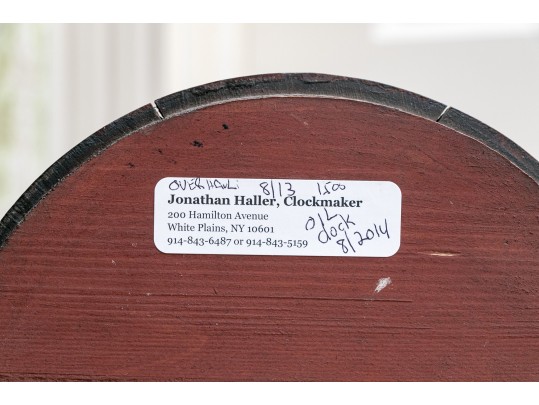 OVERHAUL: 8/13 1500
Jonathan Haller, Clockmaker
200 Hamilton Avenue
White Plains, NY 10601
914-843-6487 or 914-843-5159
OIL
clock
8/2014